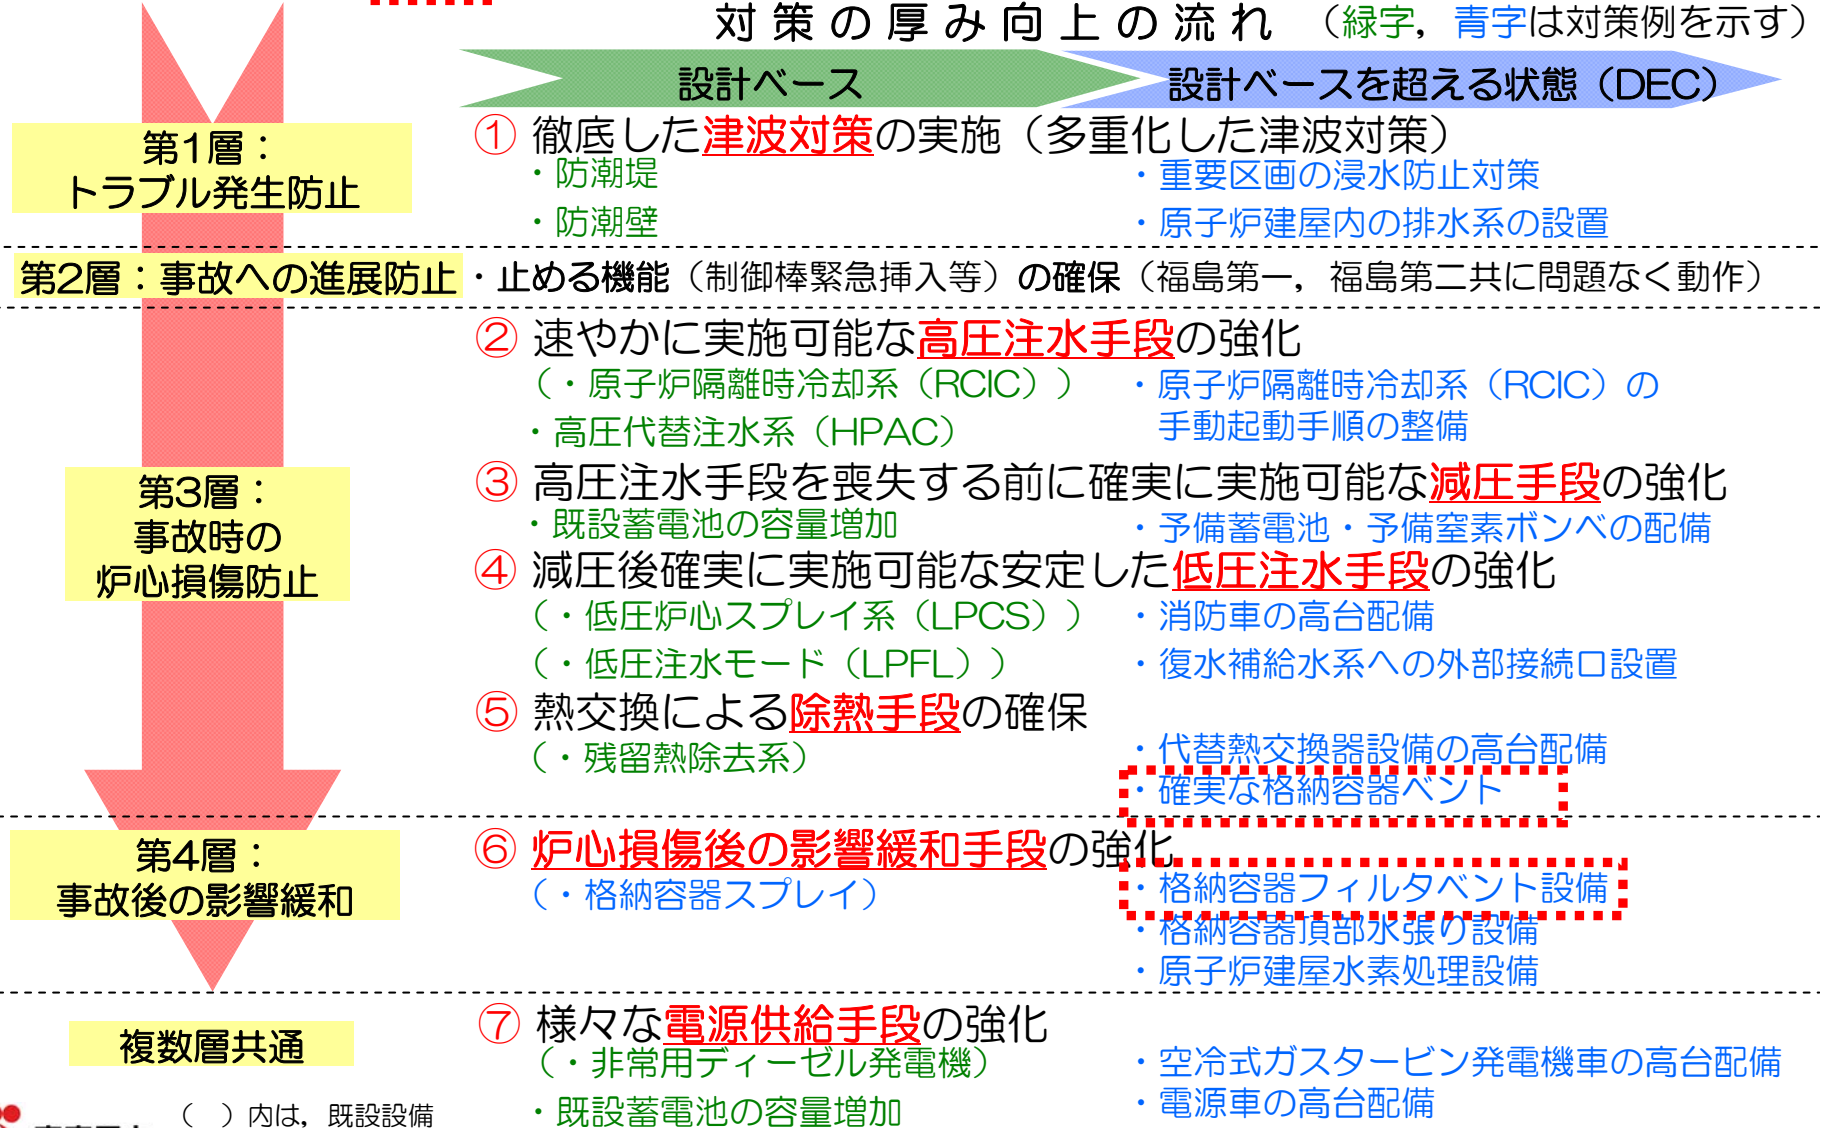 対策の厚み向上の流れ （緑字，青字は対策例を示す）
設計ベース 設計ベースを超える状態（DEC）
第1層：
トラブル発生防止
① 徹底した津波対策の実施（多重化した津波対策）
・防潮堤 ・重要区画の浸水防止対策
・防潮壁 ・原子炉建屋内の排水系の設置
第2層：事故への進展防止 ・止める機能（制御棒緊急挿入等）の確保（福島第一，福島第二共に問題なく動作）
第3層：
事故時の
炉心損傷防止
② 速やかに実施可能な高圧注水手段の強化
（・原子炉隔離時冷却系（RCIC）） ・原子炉隔離時冷却系（RCIC）の
・高圧代替注水系（HPAC） 手動起動手順の整備
③ 高圧注水手段を喪失する前に確実に実施可能な減圧手段の強化
・既設蓄電池の容量増加 ・予備蓄電池・予備窒素ボンベの配備
④ 減圧後確実に実施可能な安定した低圧注水手段の強化
（・低圧炉心スプレイ系（LPCS）） ・消防車の高台配備
（・低圧注水モード（LPFL）） ・復水補給水系への外部接続口設置
⑤ 熱交換による除熱手段の確保
（・残留熱除去系） ・代替熱交換器設備の高台配備
・確実な格納容器ベント
第4層：
事故後の影響緩和
⑥ 炉心損傷後の影響緩和手段の強化
（・格納容器スプレイ） ・格納容器フィルタベント設備
・格納容器頂部水張り設備
・原子炉建屋水素処理設備
複数層共通
⑦ 様々な電源供給手段の強化
（・非常用ディーゼル発電機） ・空冷式ガスタービン発電機車の高台配備
・既設蓄電池の容量増加 ・電源車の高台配備
（　）内は，既設設備